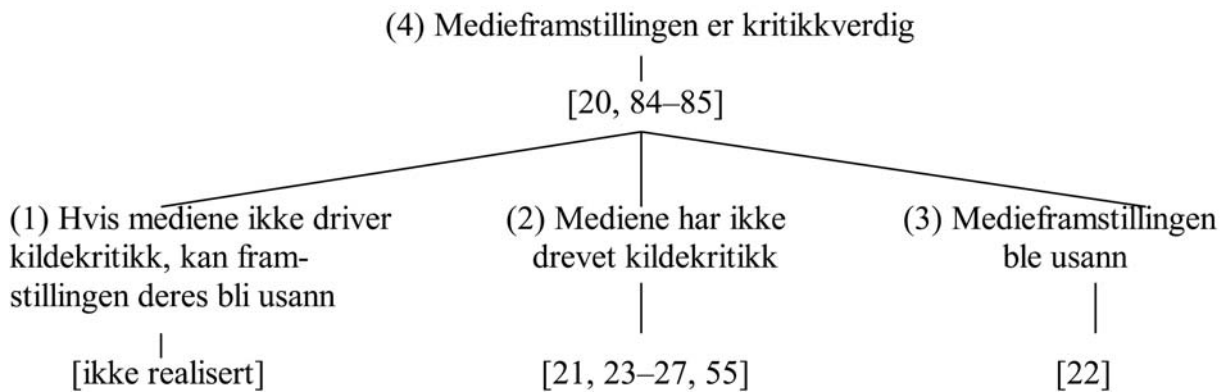 (4) Medieframstillingen er kritikkverdig
[20, 84–85]
(1) Hvis mediene ikke driver
kildekritikk, kan fram-
stillingen deres bli usann
[ikke realisert]
(2) Mediene har ikke
drevet kildekritikk
[21, 23–27, 55]
(3) Medieframstillingen
ble usann
[22]